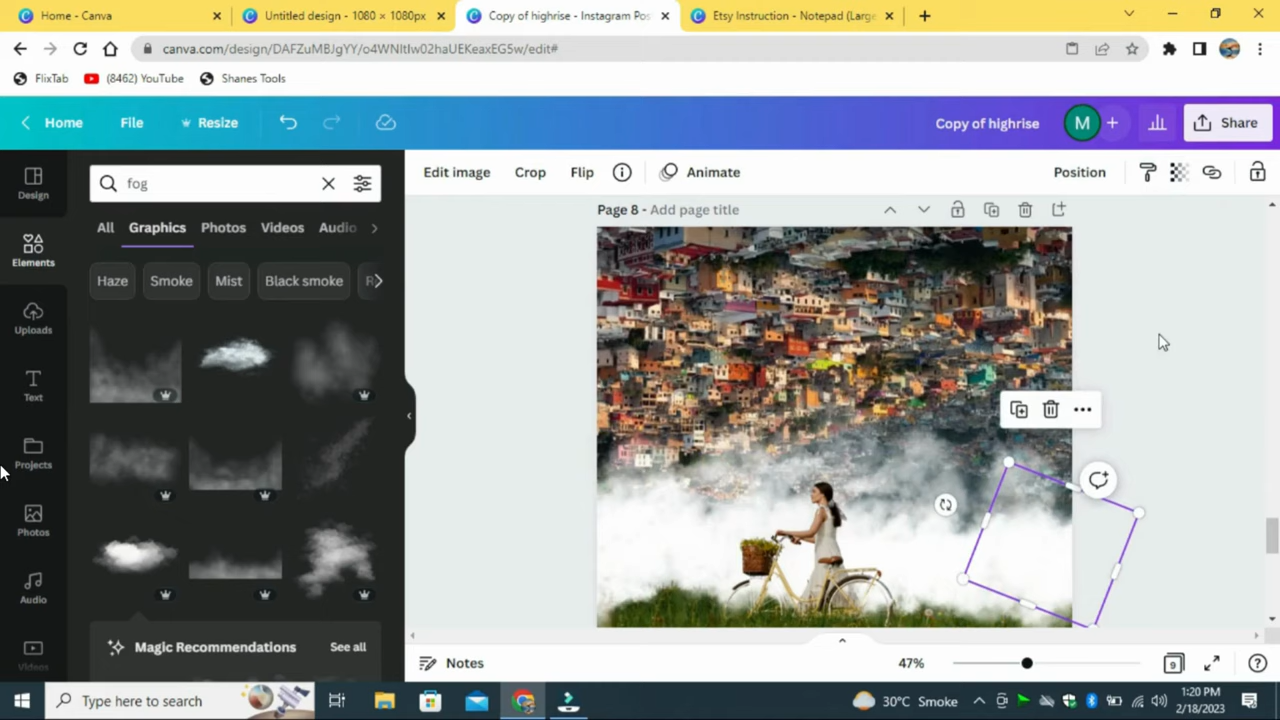 Home - Canva
Untitled design - 1080 × 1080px
Copy of highrise - Instagram Pos
Etsy Instruction - Notepad (Large
canva.com/design/DAFZuMBJgYY/o4WNltIw02haUEKeaxEG5w/edit#
FlixTab
(8462) YouTube
Shanes Tools
Home
File
Resize
Copy of highrise
M
Share
Design
Elements
Uploads
Text
Projects
Photos
Audio
Videos
fog
All
Graphics
Photos
Videos
Audio
Haze
Smoke
Mist
Black smoke
Magic Recommendations
See all
Edit image
Crop
Flip
Animate
Position
Page 8 - Add page title
Notes
47%
9
Type here to search
30°C Smoke
1:20 PM
2/18/2023